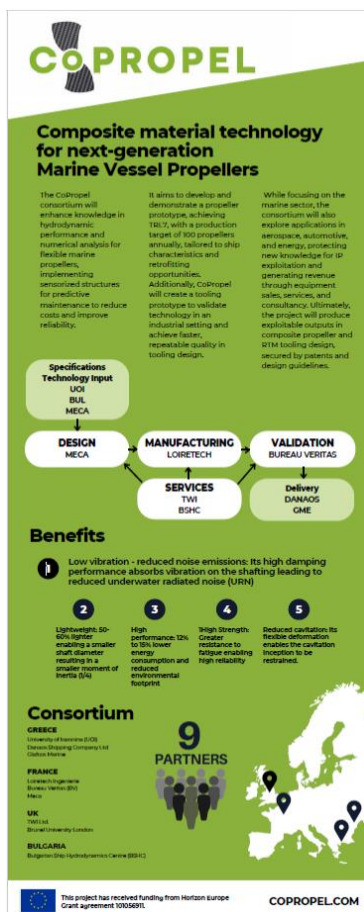 CoPROPEL
Composite material technology
for next-generation
Marine Vessel Propellers
The CoPropel
consortium will
enhance knowledge in
hydrodynamic
performance and
numerical analysis for
flexible marine
propellers,
implementing
sensorized structures
for predictive
maintenance to reduce
costs and improve
reliability.
It aims to develop and
demonstrate a propeller
prototype, achieving
TRL7, with a production
target of 100 propellers
annually, tailored to ship
characteristics and
retrofitting
opportunities.
Additionally, CoPropel
will create a tooling
prototype to validate
technology in an
industrial setting and
achieve faster,
repeatable quality in
tooling design.
While focusing on the
marine sector, the
consortium will also
explore applications in
aerospace, automotive,
and energy, protecting
new knowledge for IP
exploitation and
generating revenue
through equipment
sales, services, and
consultancy. Ultimately,
the project will produce
exploitable outputs in
composite propeller and
RTM tooling design,
secured by patents and
design guidelines.
Specifications
Technology Input
UOI
BUL
MECA
DESIGN
MECA
MANUFACTURING
LOIRETECH
VALIDATION
BUREAU VERITAS
SERVICES
TWI
BSHC
Delivery
DANAOS
GME
Benefits
1
Low vibration - reduced noise emissions: Its high damping
performance absorbs vibration on the shafting leading to
reduced underwater radiated noise (URN)
2
Lightweight: 50-
60% lighter
enabling a smaller
shaft diameter
resulting in a
smaller moment of
Inertia (1/4)
3
High
performance: 12%
to 15% lower
energy
consumption and
reduced
environmental
footprint
4
1High Strength:
Greater
resistance to
fatigue enabling
high reliability
5
Reduced cavitation: Its
flexible deformation
enables the cavitation
inception to be
restrained.
Consortium
GREECE
University of Ioannina (UOI)
Danaos Shipping Company Ltd
Glafcos Marine
FRANCE
Loiretech Ingenierie
Bureau Veritas (BV)
Meca
UK
TWI Ltd
Brunel University London
BULGARIA
Bulgarian Ship Hydrodynamics Centre (BSHC)
9
PARTNERS
This project has received funding from Horizon Europe
Grant agreement 101056911.
COPROPEL.COM